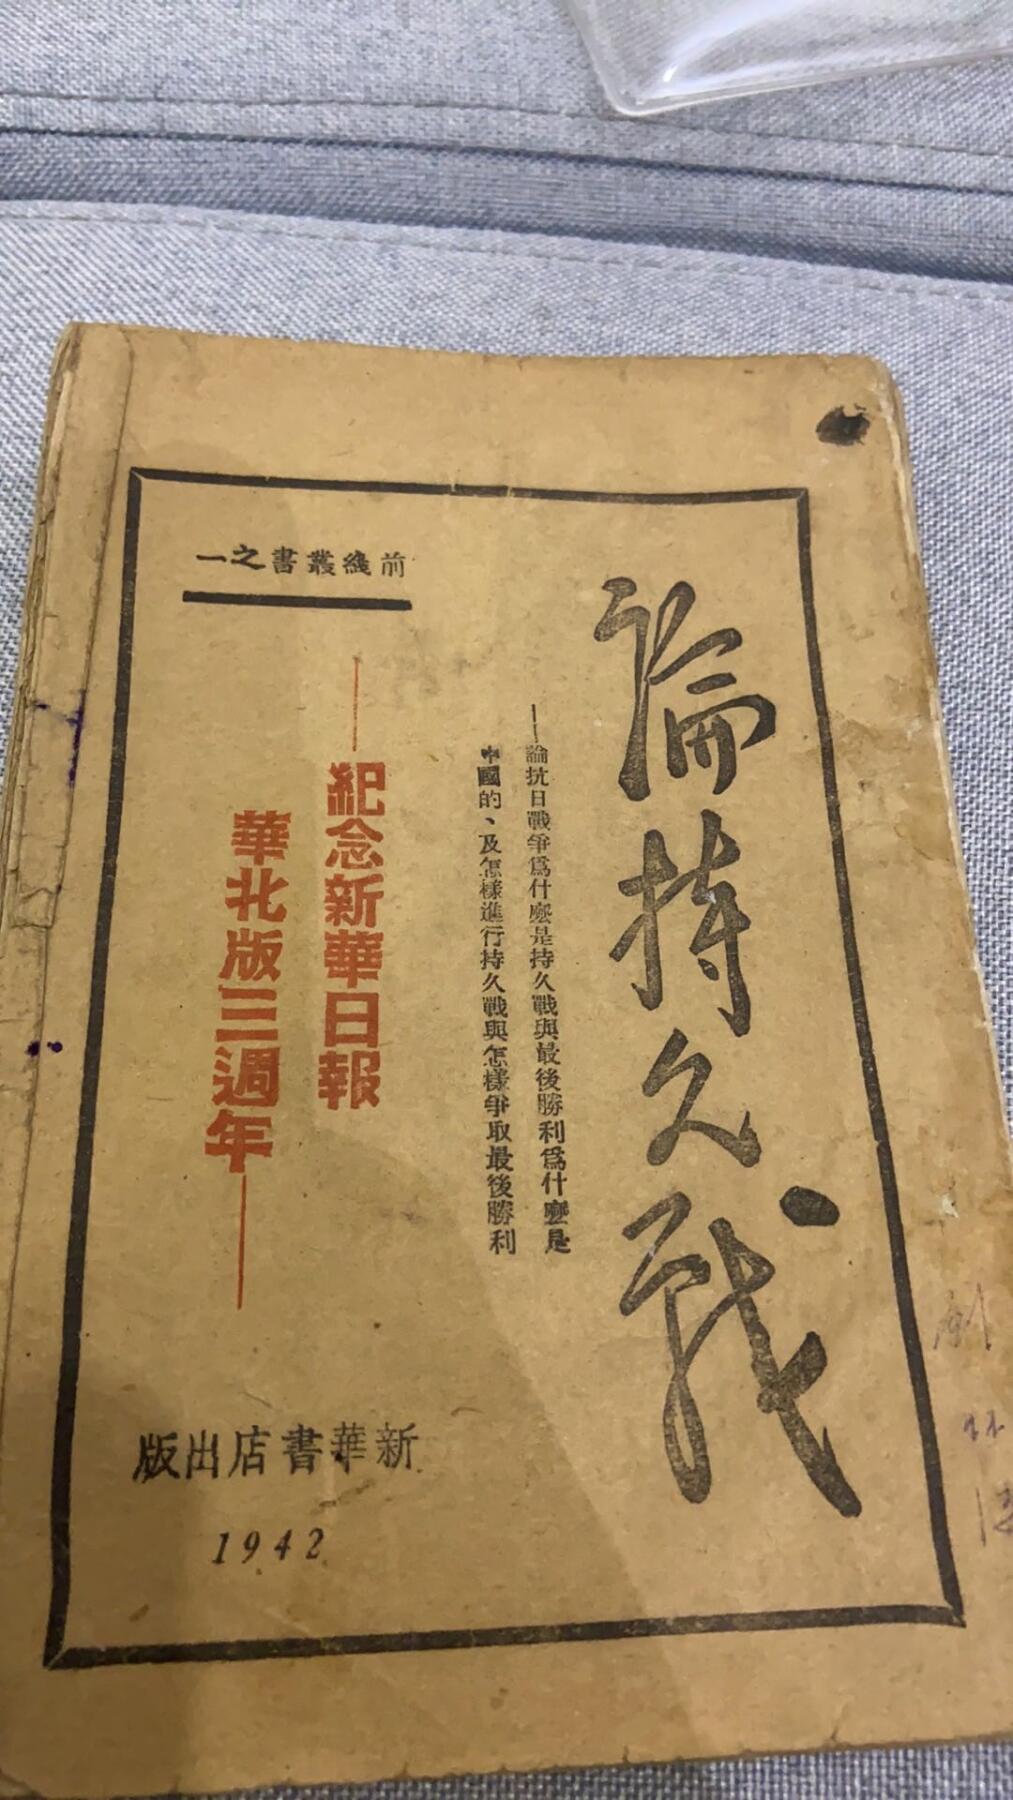 論持久戰
——論抗日戰爭爲什麼是持久戰與最後勝利爲什麼是
中國的、及怎樣進行持久戰與怎樣爭取最後勝利
前綫叢書之一
——紀念新華日報
華北版三週年——
新華書店出版
1942